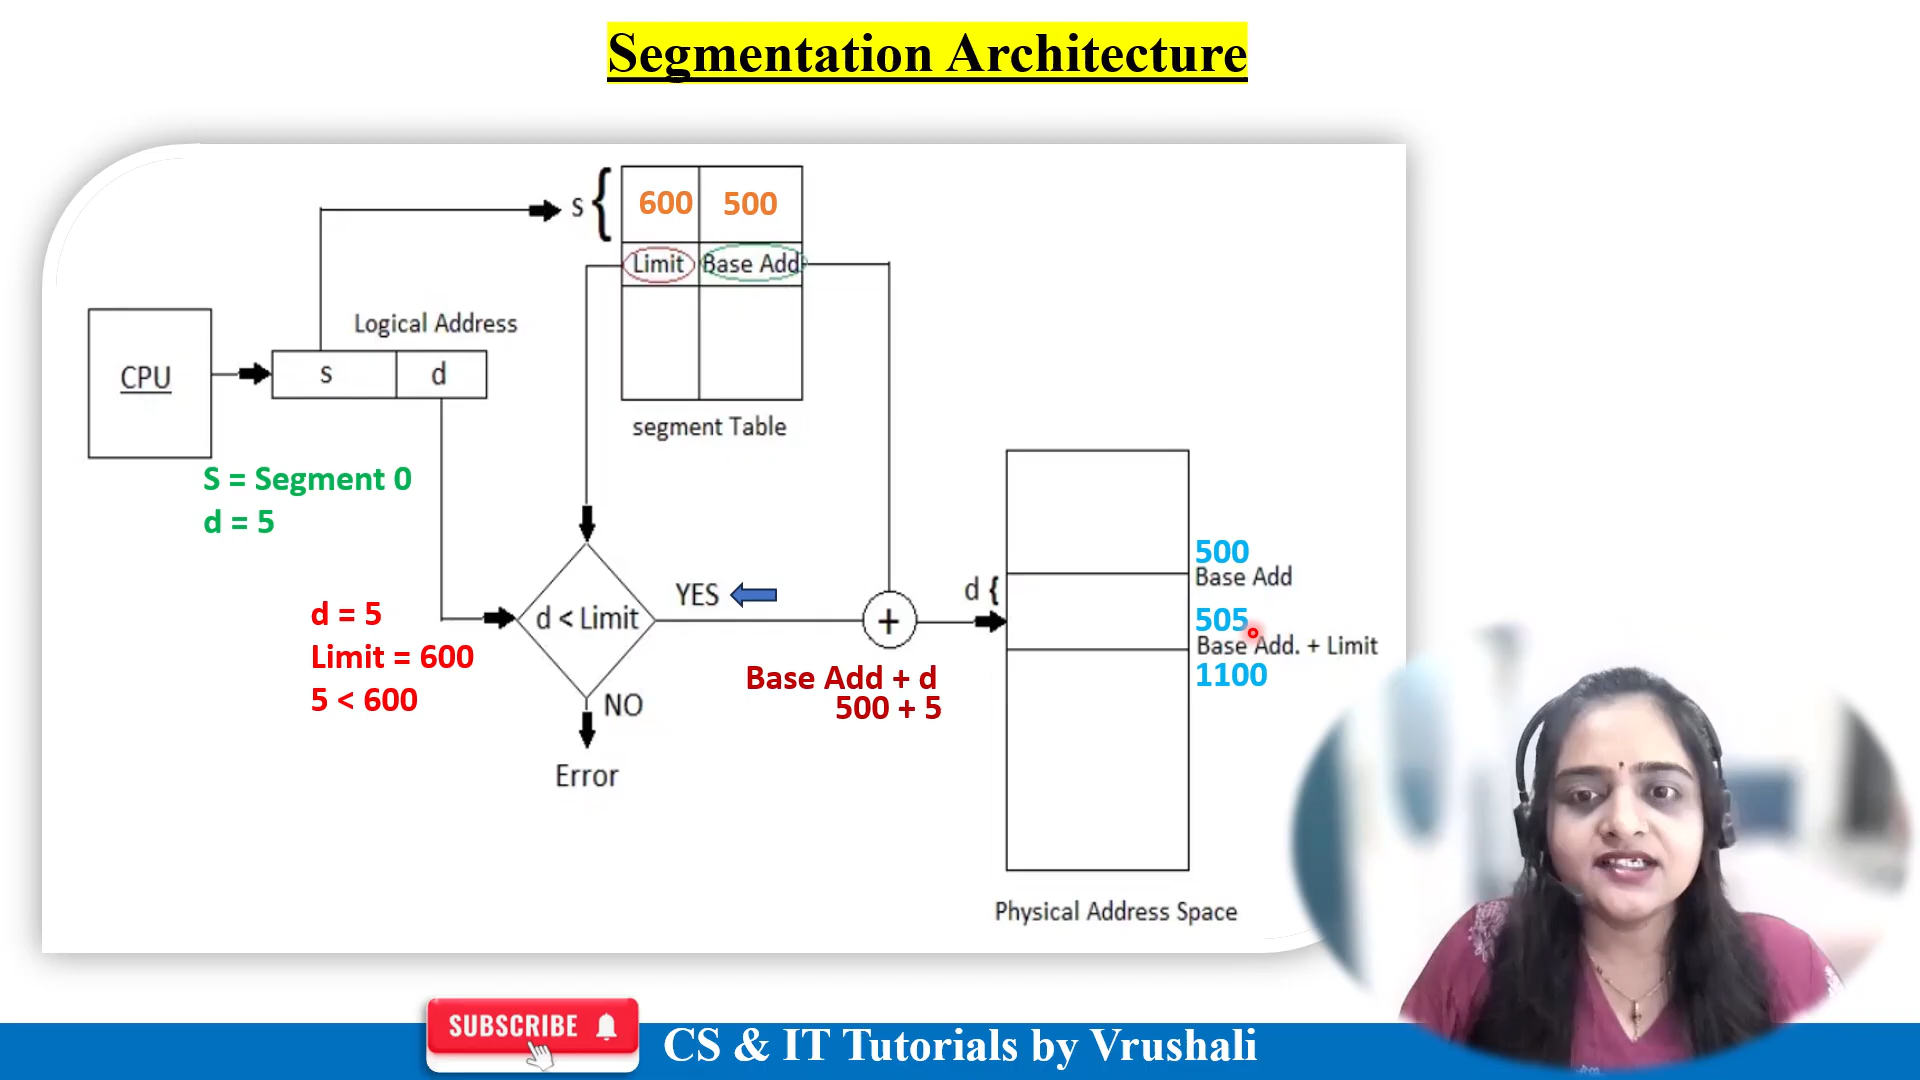 Segmentation Architecture
s {
600 500
Limit Base Add
Logical Address
CPU
s d
segment Table
S = Segment 0
d = 5
500
Base Add
YES
d {
d = 5
Limit = 600
5 < 600
d < Limit
+
505
Base Add. + Limit
1100
Base Add + d
500 + 5
NO
Error
Physical Address Space
SUBSCRIBE
CS & IT Tutorials by Vrushali